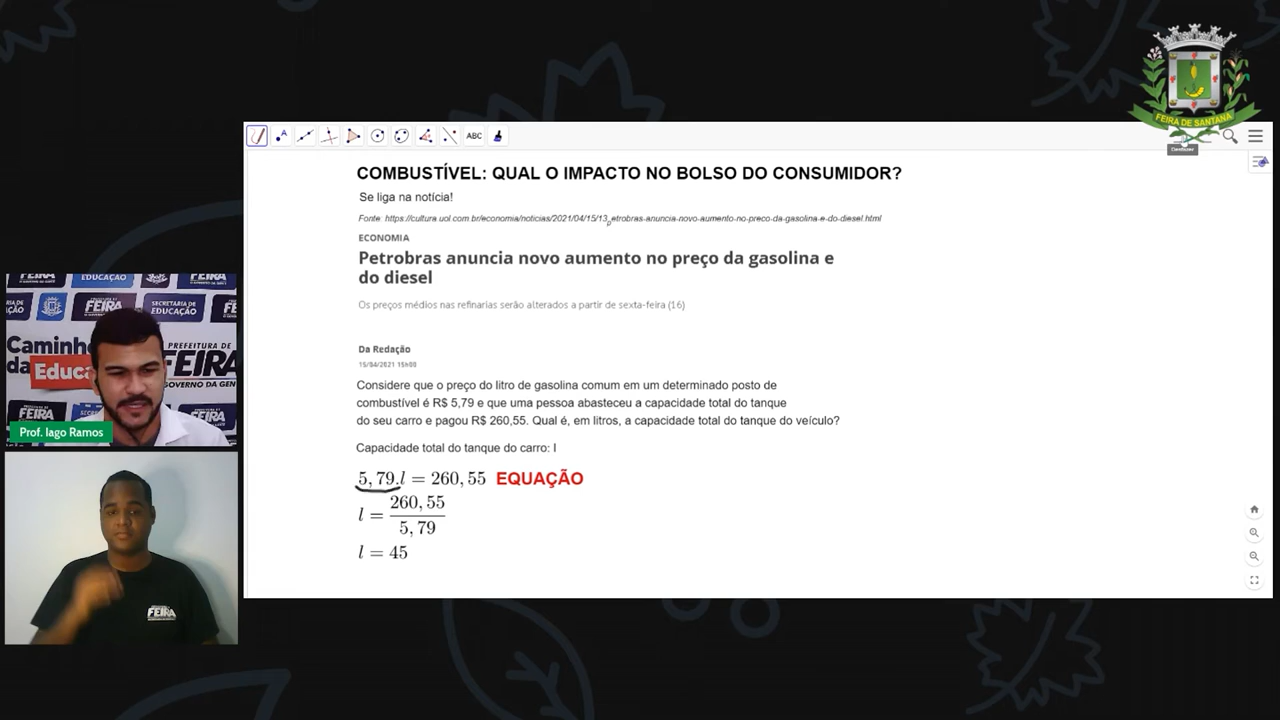 FEIRA DE SANTANA
ABC
COMBUSTÍVEL: QUAL O IMPACTO NO BOLSO DO CONSUMIDOR?
Se liga na notícia!
Fonte: https://cultura.uol.com.br/economia/noticias/2021/04/15/13petrobras-anuncia-novo-aumento-no-preco-da-gasolina-e-do-diesel.html
ECONOMIA
Petrobras anuncia novo aumento no preço da gasolina e
do diesel
Os preços médios nas refinarias serão alterados a partir de sexta-feira (16)
Da Redação
15/04/2021 15h00
Considere que o preço do litro de gasolina comum em um determinado posto de
combustível é R$ 5,79 e que uma pessoa abasteceu a capacidade total do tanque
do seu carro e pagou R$ 260,55. Qual é, em litros, a capacidade total do tanque do veículo?
Capacidade total do tanque do carro: l
5,79.l = 260,55 EQUAÇÃO
l = 260,55
5,79
l = 45
FEIRA
EDUCAÇÃO
FEIRA
FEIRA
SECRETARIA DE
EDUCAÇÃO
Caminho
da
Educa
PREFEITURA DE
FEIRA
GOVERNO DA GEN
FEIRA
Prof. Iago Ramos
FEIRA